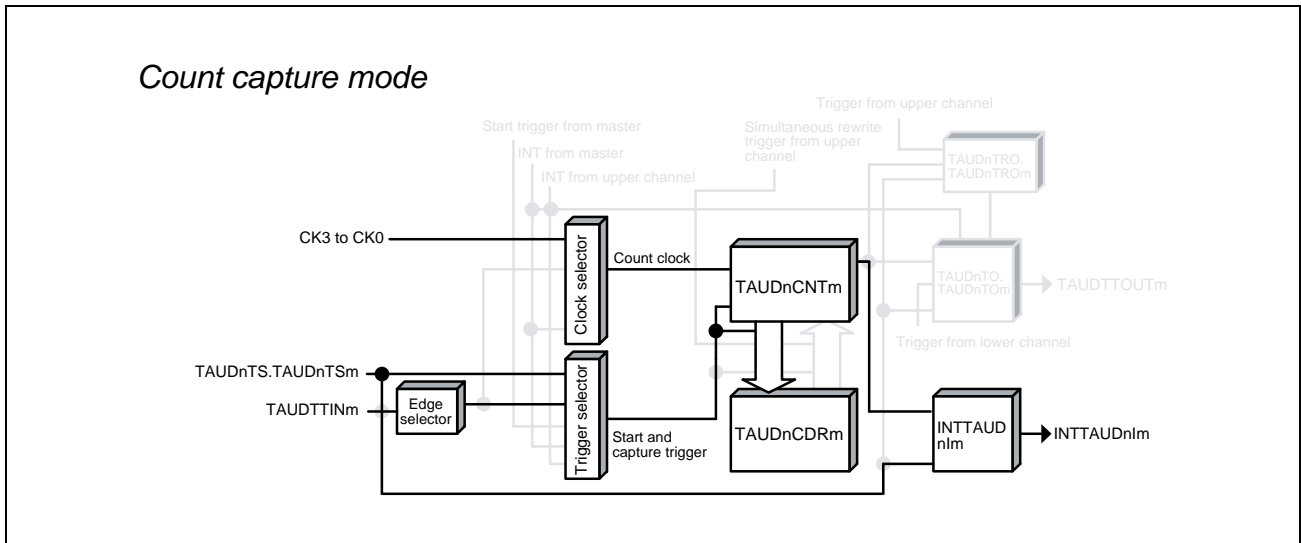 Count capture mode
Trigger from upper channel
Start trigger from master
Simultaneous rewrite
trigger from upper
channel
INT from master
INT from upper channel
TAUDnTRO.
TAUDnTROm
CK3 to CK0
Clock selector
Count clock
TAUDnCNTm
TAUDnTO.
TAUDnTOm
TAUDTTOUTm
Trigger from lower channel
TAUDnTS.TAUDnTSm
TAUDTTINm
Edge
selector
Trigger selector
Start and
capture trigger
TAUDnCDRm
INTTAUD
nIm
INTTAUDnIm